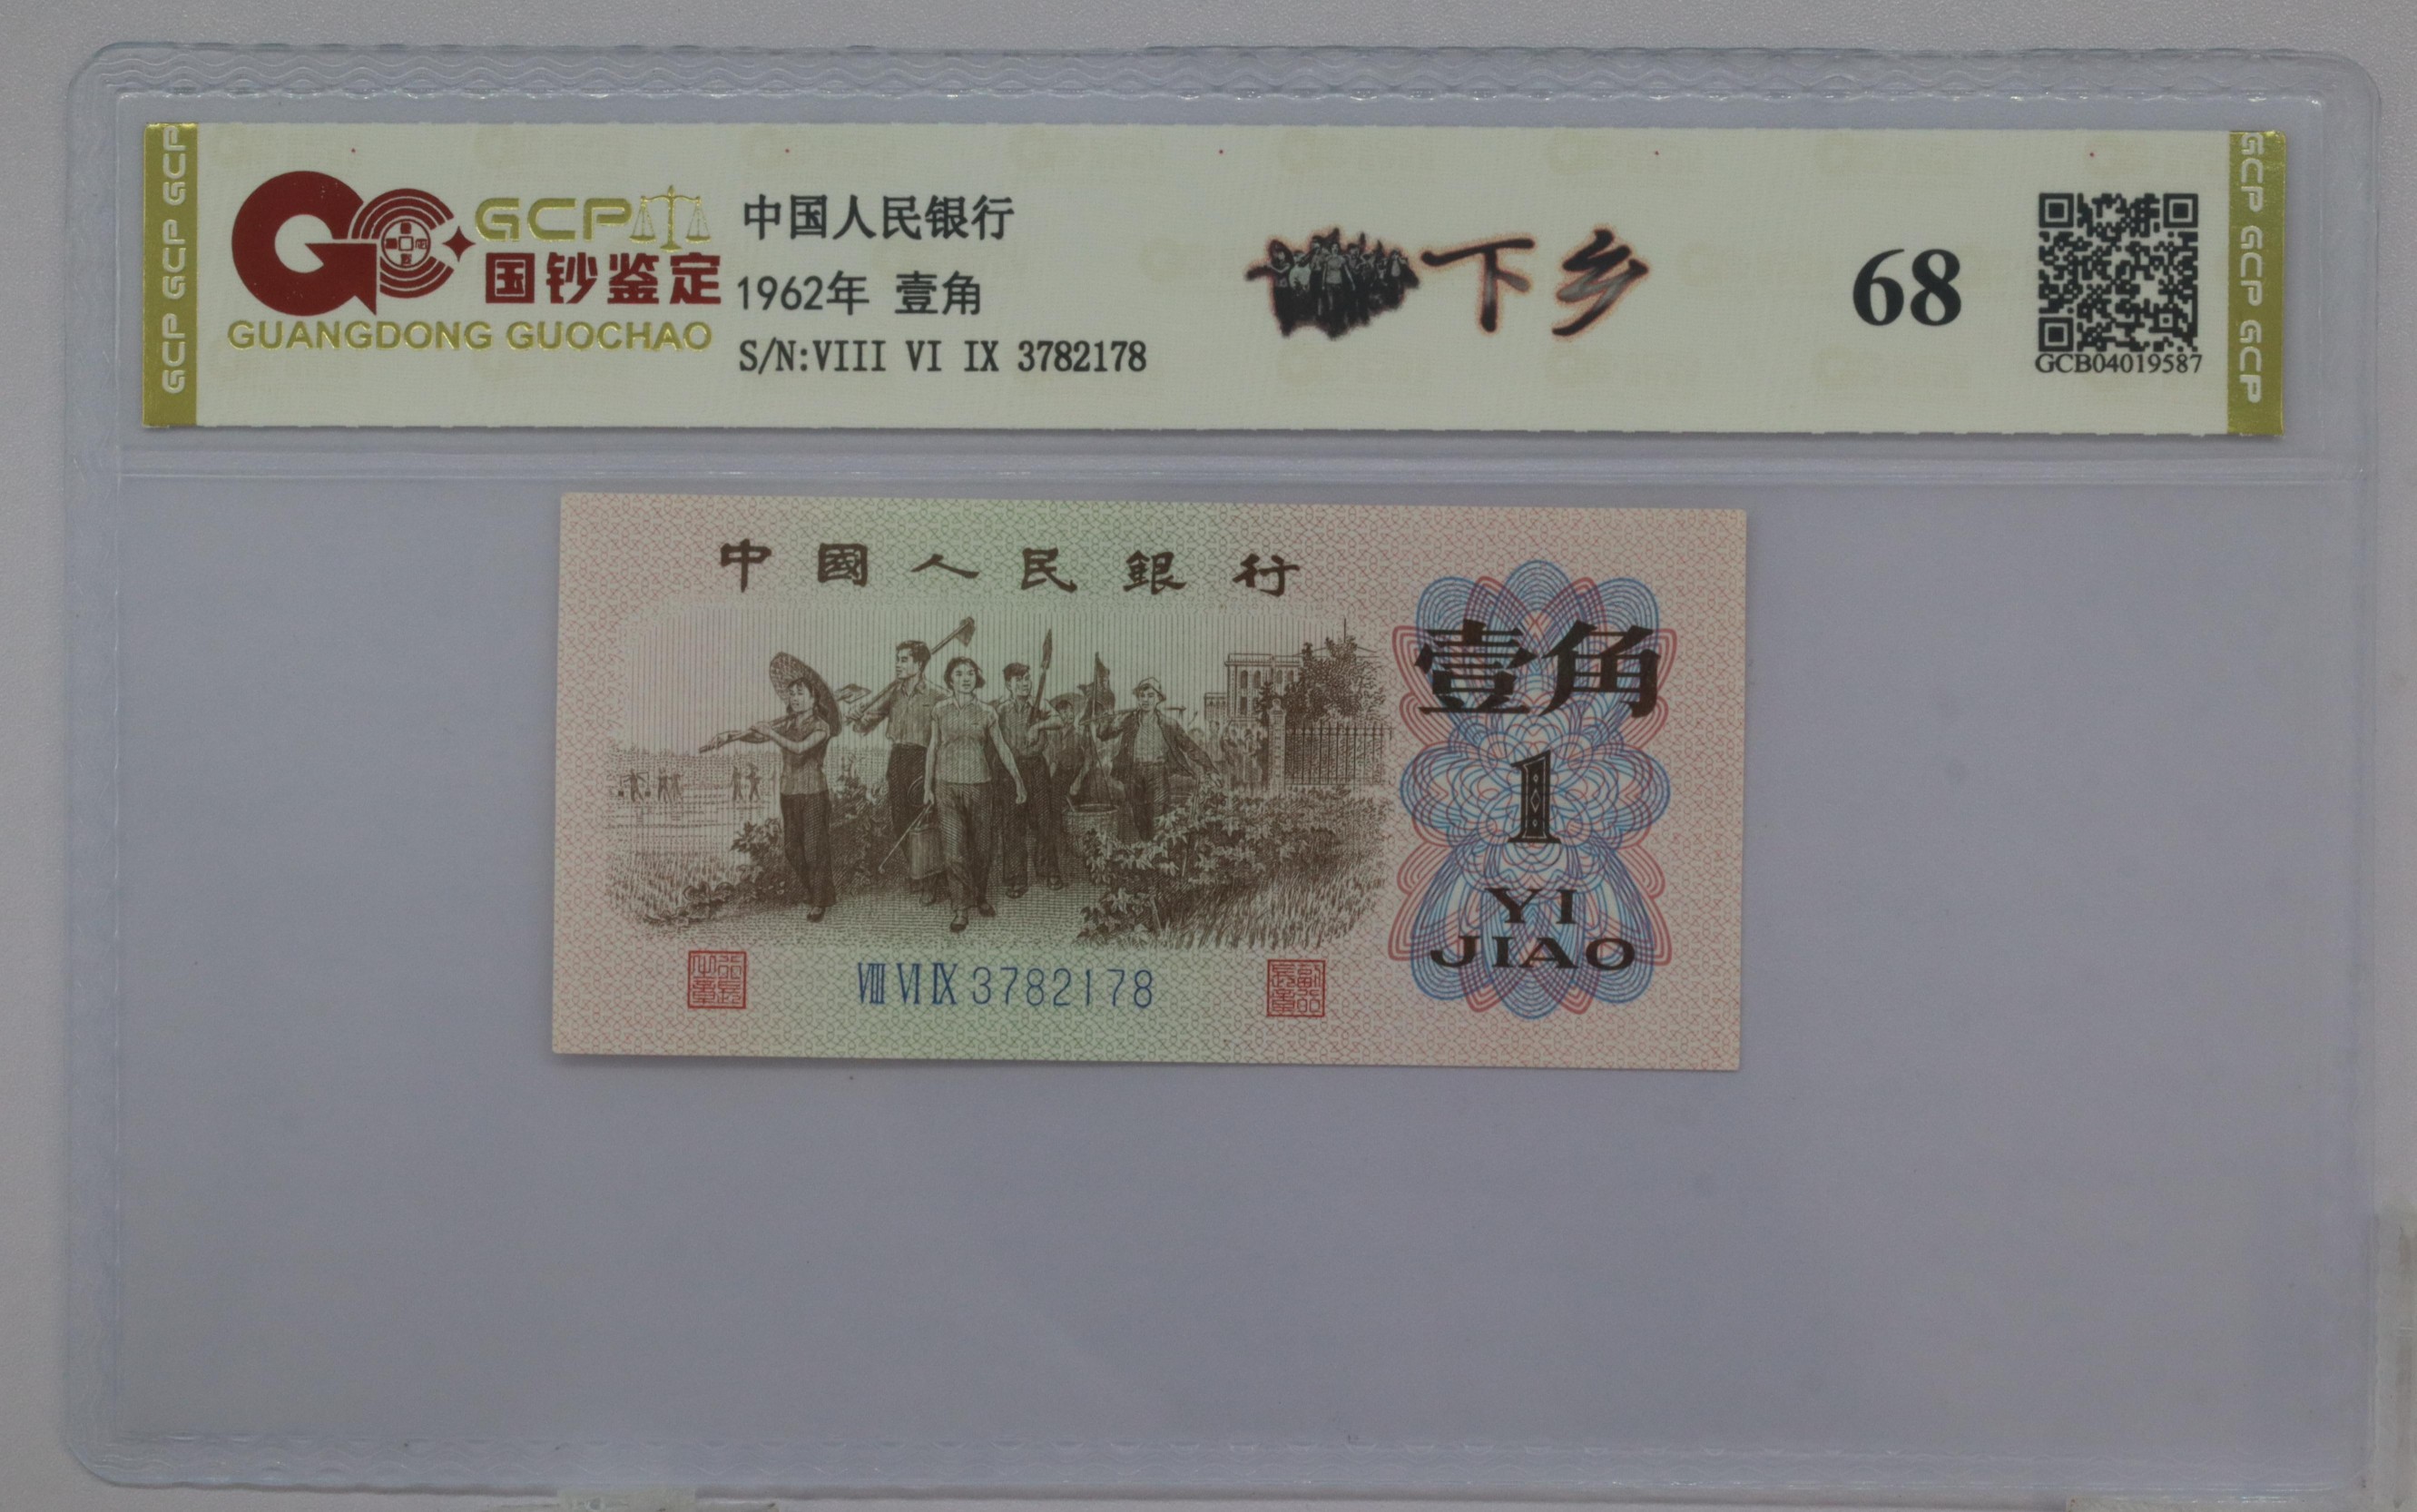 GCP GCP GCP GCP
GCP
国钞鉴定
GUANGDONG GUOCHAO
中国人民银行
1962年 壹角
S/N:VIII VI IX 3782178
下乡
68
GCB04019587
GCP GCP GCP GCP
中國人民銀行
壹角
1
YI
JIAO
VIII VI IX 3782178